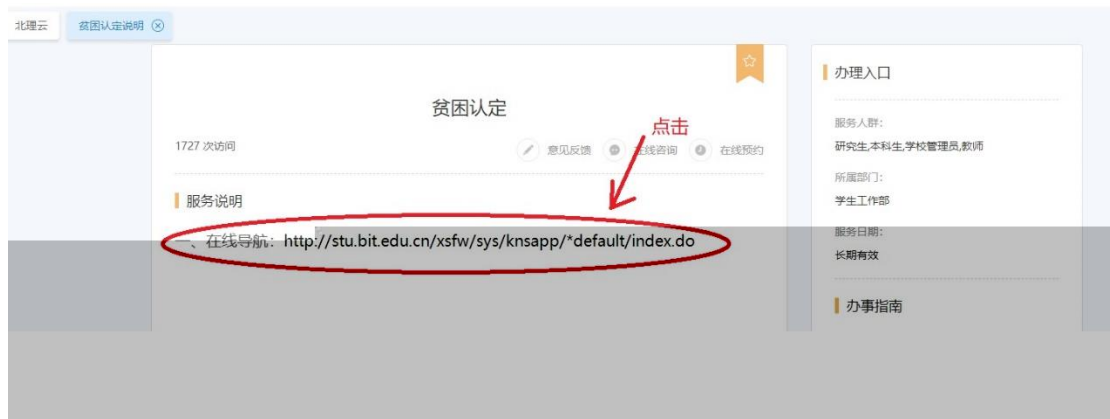 北理云 贫困认定说明
贫困认定
点击
1727 次访问 意见反馈 在线咨询 在线预约
服务说明
一、在线导航：http://stu.bit.edu.cn/xsfw/sys/knsapp/*default/index.do
办理入口
服务人群：
研究生,本科生,学校管理员,教师
所属部门：
学生工作部
服务日期：
长期有效
办事指南